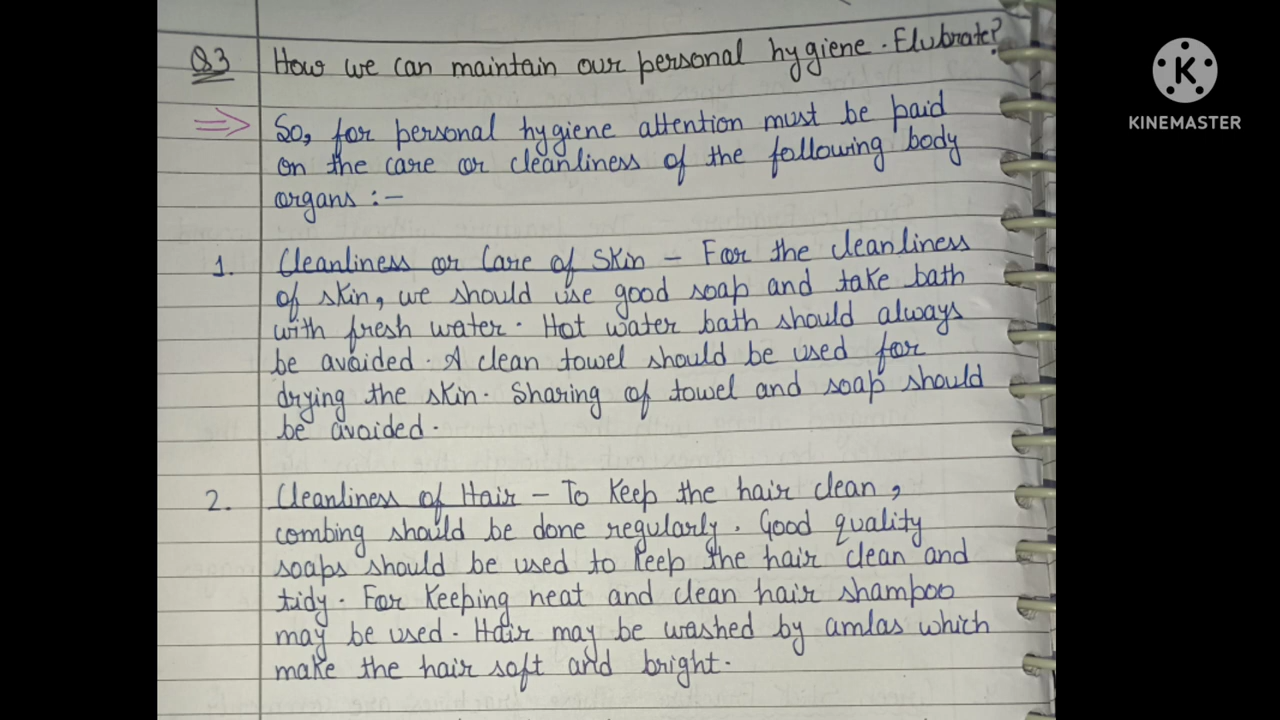 Q3 How we can maintain our personal hygiene. Elubrate?
⇒ So, for personal hygiene attention must be paid
on the care or cleanliness of the following body
organs :-
1. Cleanliness or Care of Skin - For the cleanliness
of skin, we should use good soap and take bath
with fresh water. Hot water bath should always
be avoided. A clean towel should be used for
drying the skin. Sharing of towel and soap should
be avoided.
2. Cleanliness of Hair - To Keep the hair clean,
combing should be done regularly. Good quality
soaps should be used to keep the hair clean and
tidy. For Keeping neat and clean hair shampoo
may be used. Hair may be washed by amlas which
make the hair soft and bright.
K
KINEMASTER